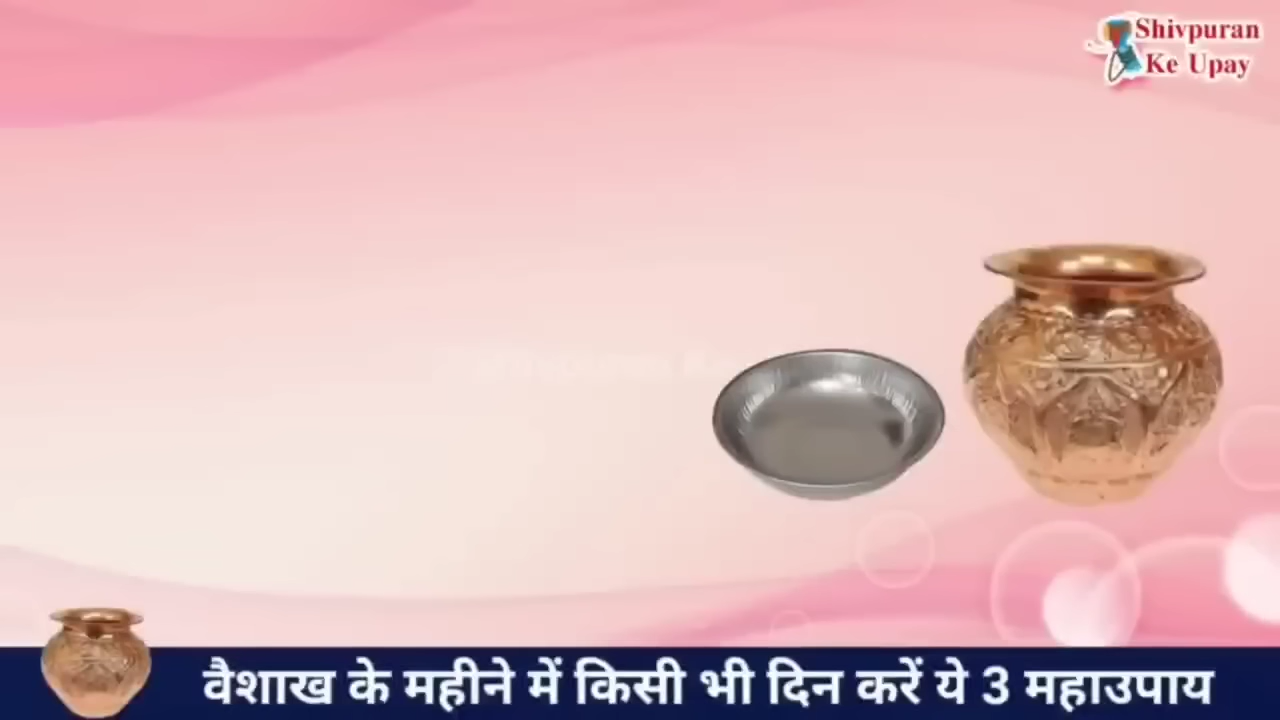 Shivpuran
Ke Upay
वैशाख के महीने में किसी भी दिन करें ये 3 महाउपाय